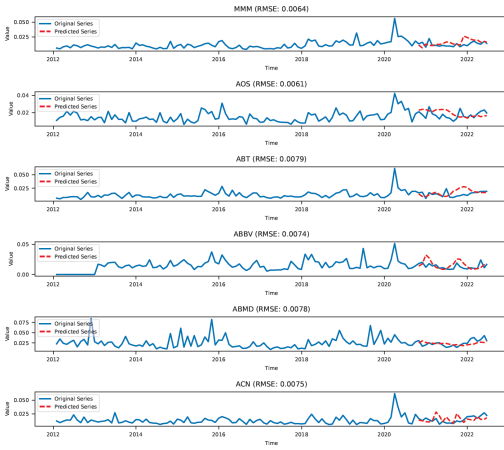 MMM (RMSE: 0.0064)
Value
0.050
0.025
Original Series
Predicted Series
2012 2014 2016 2018 2020 2022
Time
AOS (RMSE: 0.0061)
Value
0.04
0.02
Original Series
Predicted Series
2012 2014 2016 2018 2020 2022
Time
ABT (RMSE: 0.0079)
Value
0.050
0.025
Original Series
Predicted Series
2012 2014 2016 2018 2020 2022
Time
ABBV (RMSE: 0.0074)
Value
0.05
0.00
Original Series
Predicted Series
2012 2014 2016 2018 2020 2022
Time
ABMD (RMSE: 0.0078)
Value
0.075
0.050
0.025
Original Series
Predicted Series
2012 2014 2016 2018 2020 2022
Time
ACN (RMSE: 0.0075)
Value
0.050
0.025
Original Series
Predicted Series
2012 2014 2016 2018 2020 2022
Time